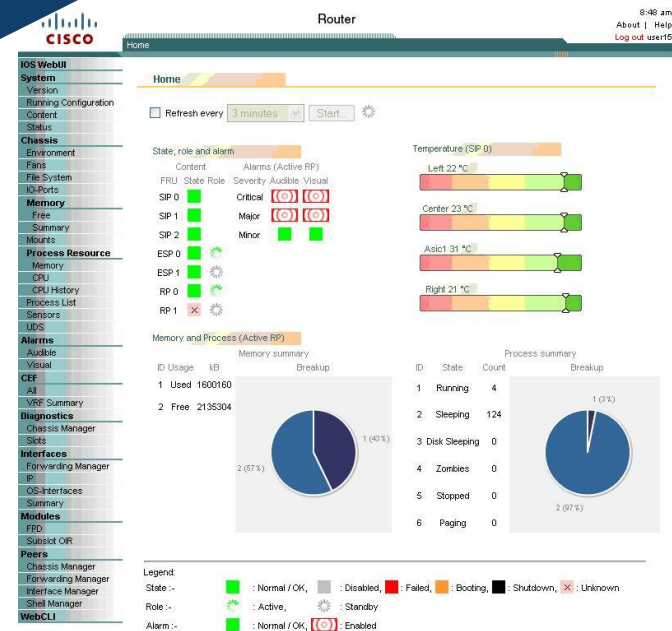 Router
8:48 am
About | Help
Log out user15
CISCO
Home
IOS WebUI
System
Version
Running Configuration
Content
Status
Chassis
Environment
Fans
File System
IO-Ports
Memory
Free
Summary
Mounts
Process Resource
Memory
CPU
CPU History
Process List
Sensors
UDS
Alarms
Audible
Visual
CEF
All
VRF Summary
Diagnostics
Chassis Manager
Slots
Interfaces
Forwarding Manager
IP
OS-Interfaces
Summary
Modules
FPD
Subslot OIR
Peers
Chassis Manager
Forwarding Manager
Interface Manager
Shell Manager
WebCLI
Home
Refresh every 3 minutes Start...
State, role and alarm
Content Alarms (Active RP)
FRU State Role Severity Audible Visual
SIP 0 Critical
SIP 1 Major
SIP 2 Minor
ESP 0
ESP 1
RP 0
RP 1
Temperature (SIP 0)
Left 22 °C
Center 23 °C
Asic1 31 °C
Right 21 °C
Memory and Process (Active RP)
Memory summary
ID Usage kB Breakup
1 Used 1600160
2 Free 2135304
1 (43%)
2 (57%)
Process summary
ID State Count Breakup
1 Running 4
2 Sleeping 124
3 Disk Sleeping 0
4 Zombies 0
5 Stopped 0
6 Paging 0
1 (3%)
2 (97%)
Legend:
State :- : Normal / OK, : Disabled, : Failed, : Booting, : Shutdown, : Unknown
Role :- : Active, : Standby
Alarm :- : Normal / OK, : Enabled